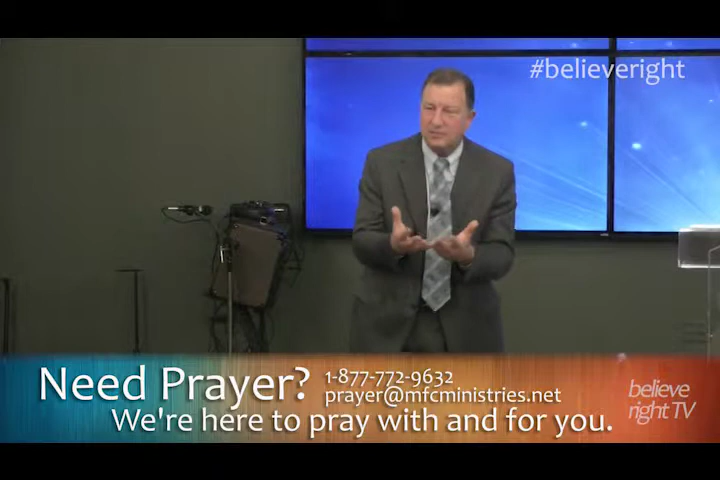 #believeright
Need Prayer?
1-877-772-9632
prayer@mfcministries.net
We're here to pray with and for you.
believe
right TV